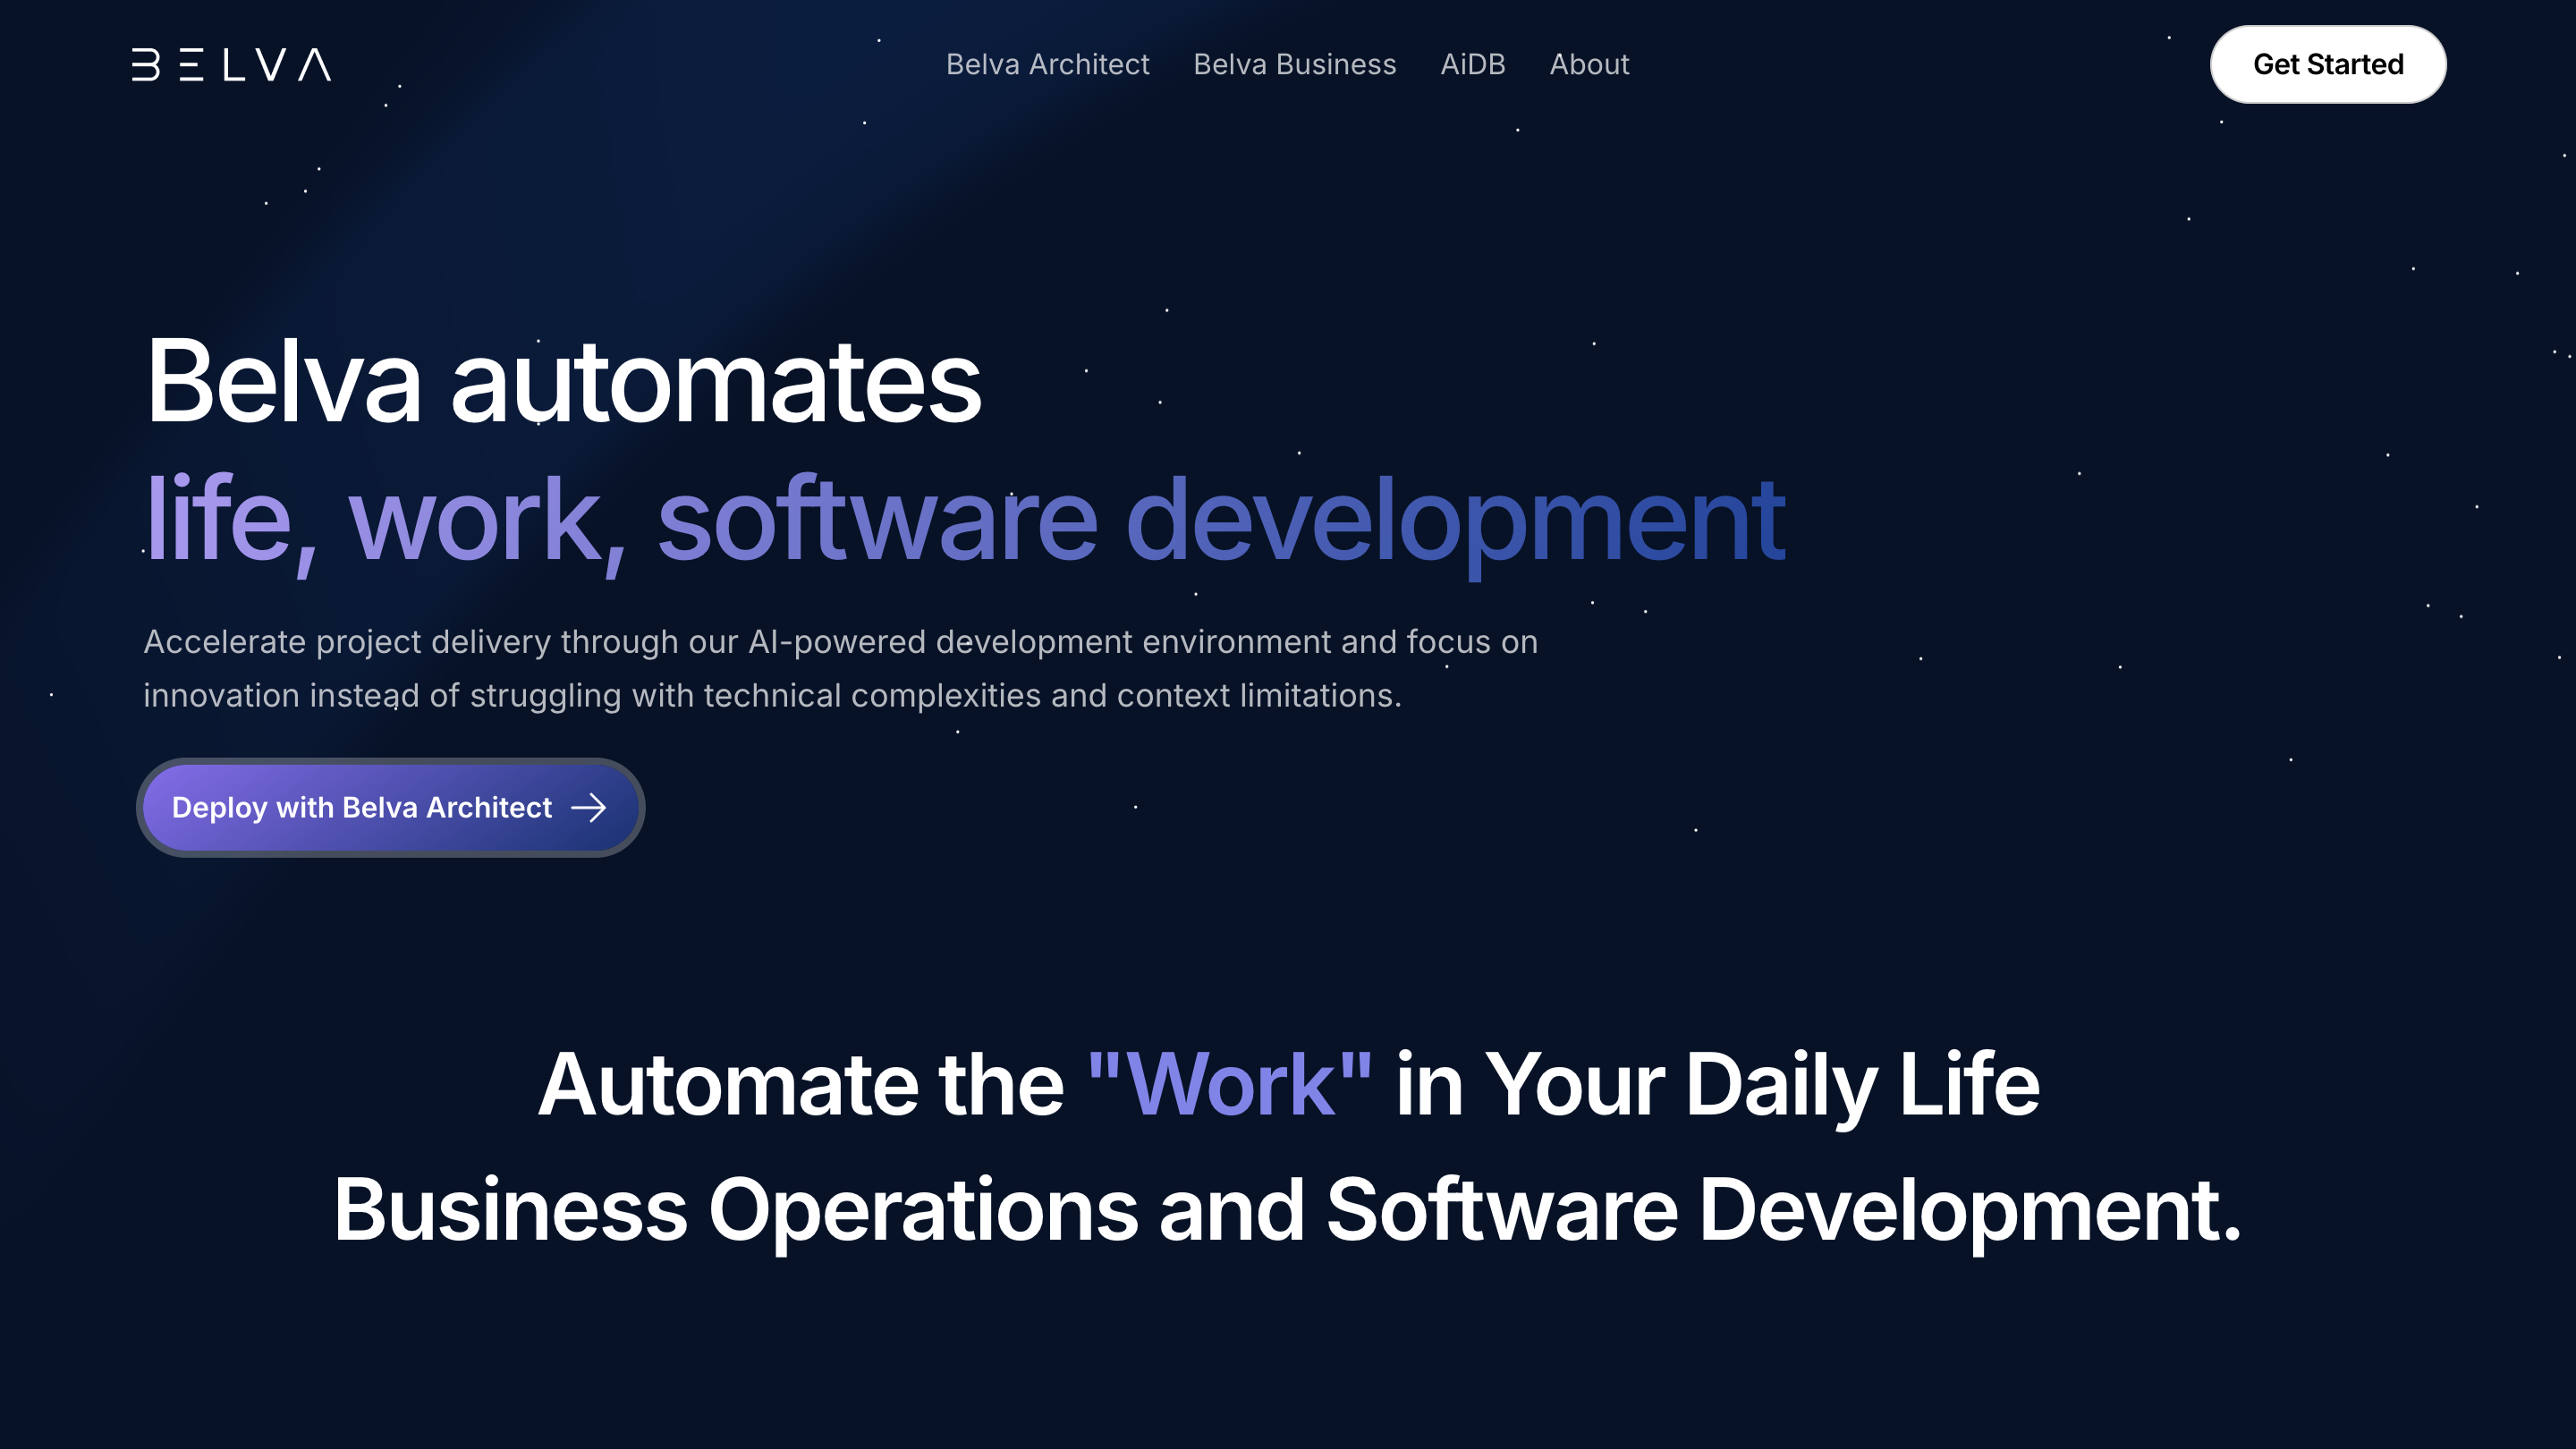 BELVA
Belva Architect Belva Business AiDB About
Get Started
Belva automates
life, work, software development
Accelerate project delivery through our AI-powered development environment and focus on
innovation instead of struggling with technical complexities and context limitations.
Deploy with Belva Architect
Automate the "Work" in Your Daily Life
Business Operations and Software Development.